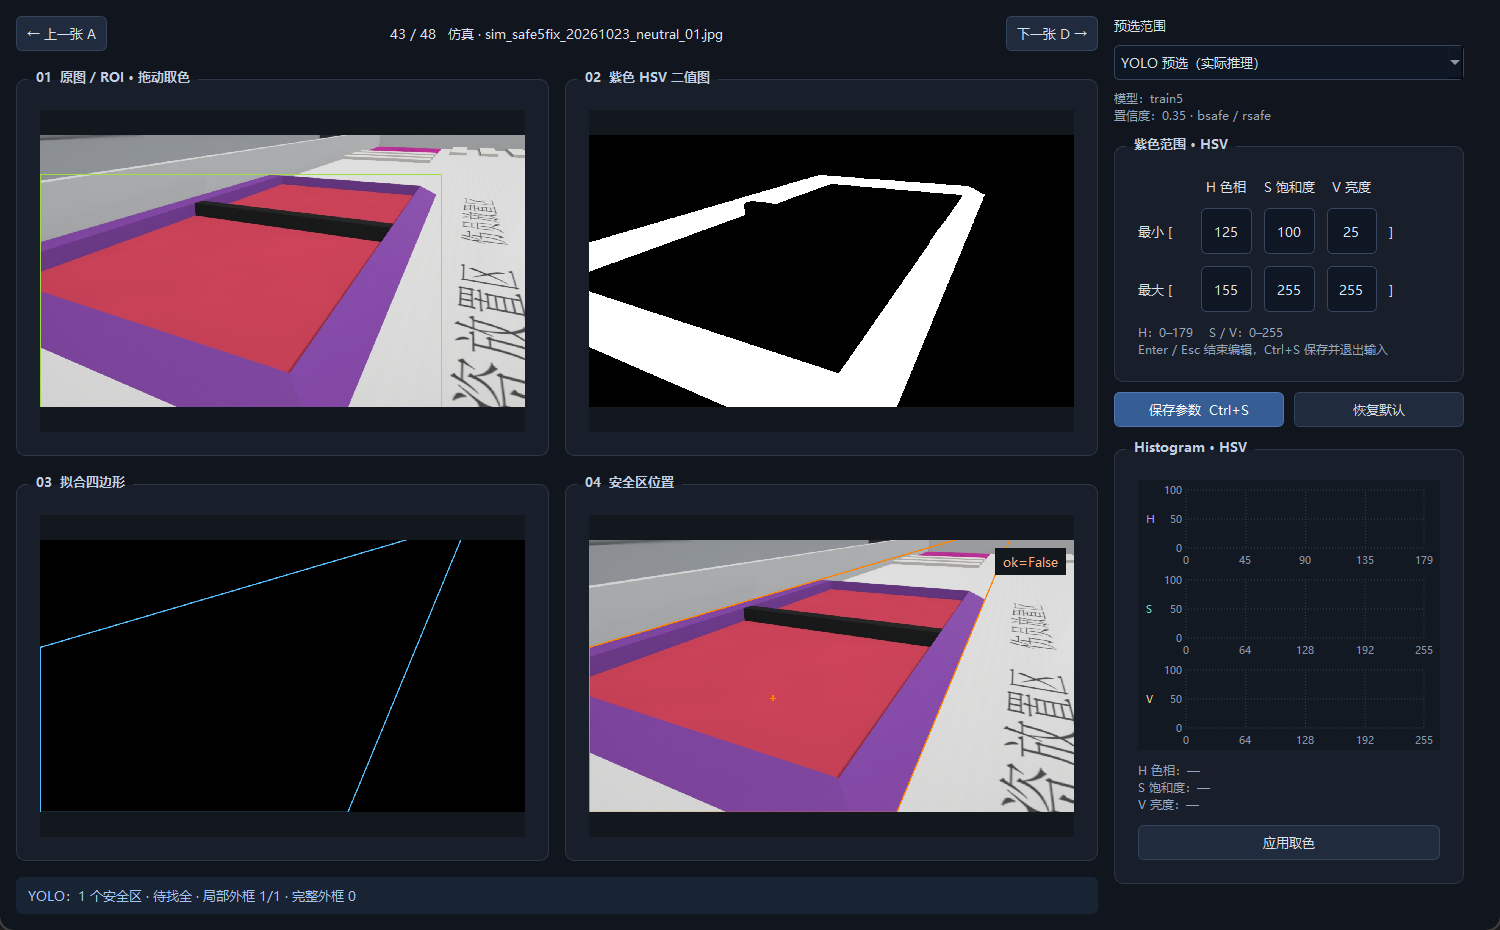 ← 上一张 A
43 / 48 仿真 · sim_safe5fix_20261023_neutral_01.jpg
下一张 D →
01 原图 / ROI • 拖动取色
02 紫色 HSV 二值图
03 拟合四边形
04 安全区位置
ok=False
YOLO：1 个安全区 · 待找全 · 局部外框 1/1 · 完整外框 0
预选范围
YOLO 预选（实际推理）
模型：train5
置信度：0.35 · bsafe / rsafe
紫色范围 • HSV
H 色相 S 饱和度 V 亮度
最小 [ 125 100 25 ]
最大 [ 155 255 255 ]
H：0–179 S / V：0–255
Enter / Esc 结束编辑，Ctrl+S 保存并退出输入
保存参数 Ctrl+S
恢复默认
Histogram • HSV
100
H 50
0
0 45 90 135 179
100
S 50
0
0 64 128 192 255
100
V 50
0
0 64 128 192 255
H 色相：—
S 饱和度：—
V 亮度：—
应用取色